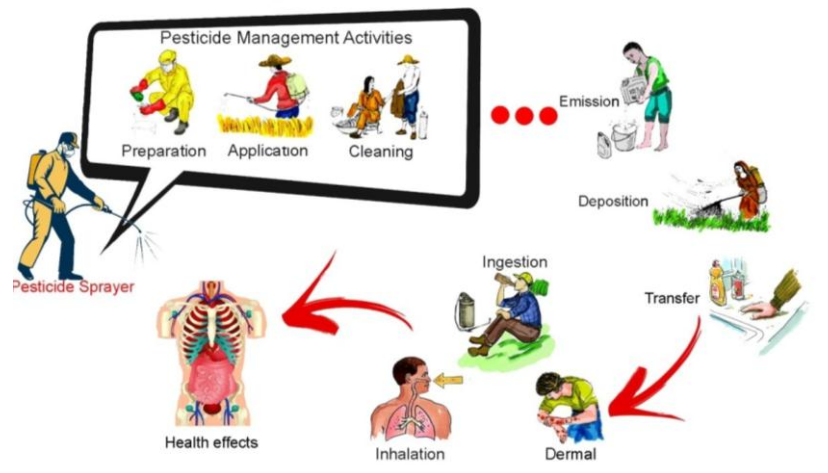 Pesticide Management Activities
Preparation
Application
Cleaning
Emission
Deposition
Pesticide Sprayer
Ingestion
Transfer
Health effects
Inhalation
Dermal